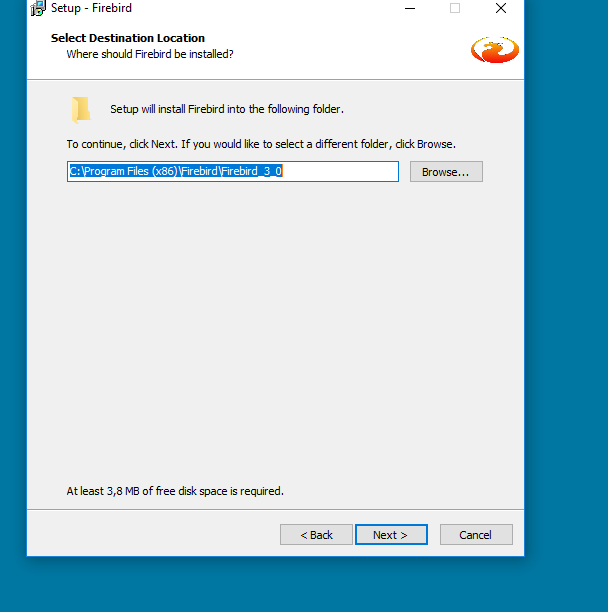 Setup - Firebird
Select Destination Location
Where should Firebird be installed?
Setup will install Firebird into the following folder.
To continue, click Next. If you would like to select a different folder, click Browse.
C:\Program Files (x86)\Firebird\Firebird_3_0
Browse...
At least 3,8 MB of free disk space is required.
< Back
Next >
Cancel